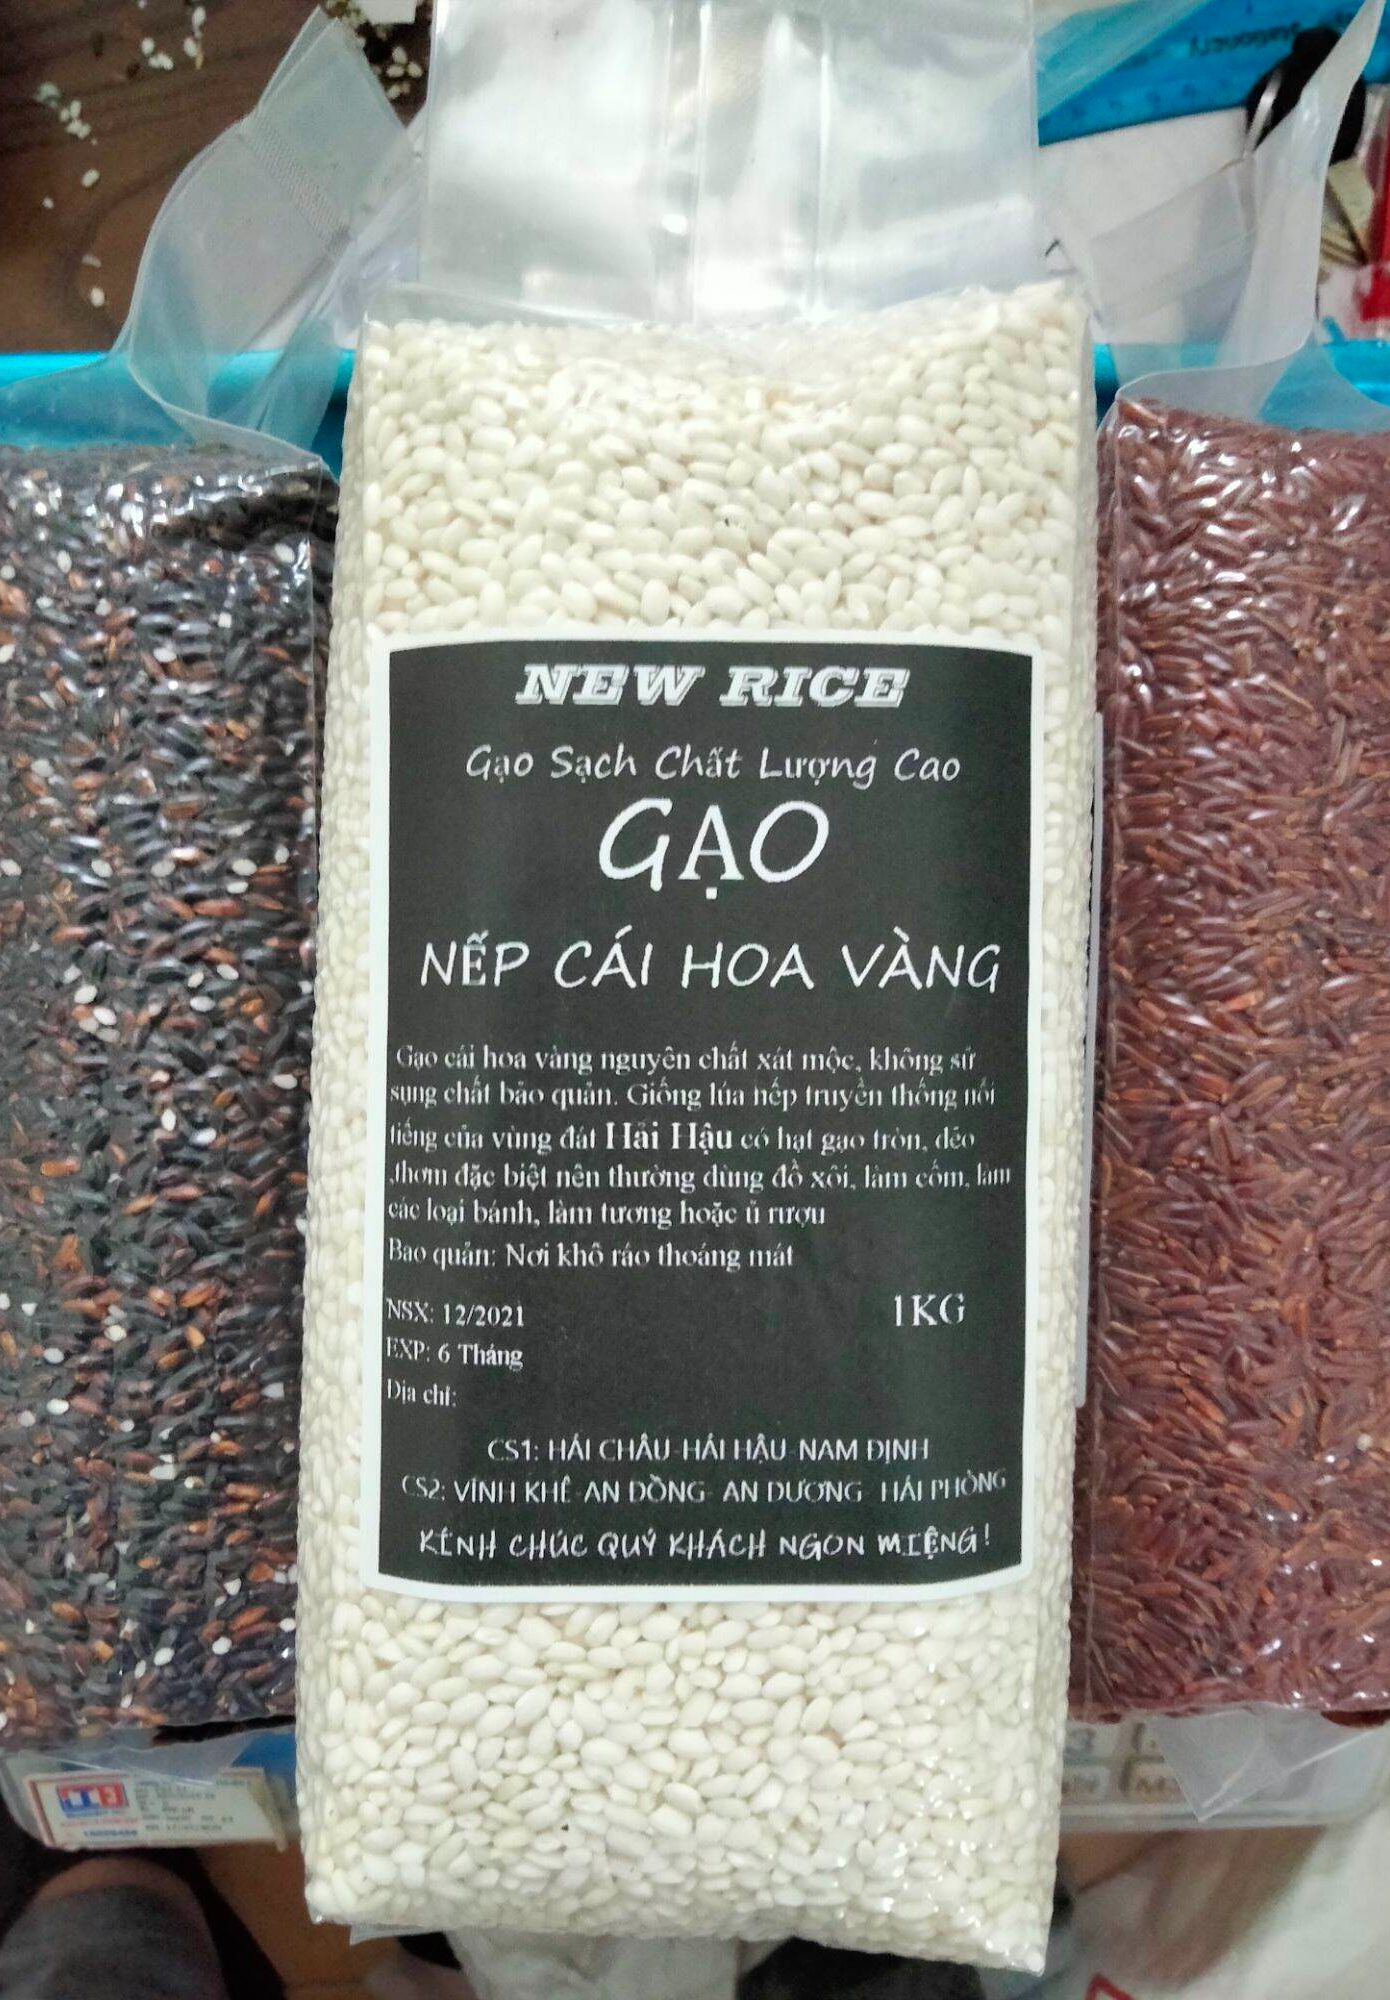 Stationery
NEW RICE
Gạo Sạch Chất Lượng Cao
GẠO
NẾP CÁI HOA VÀNG
Gạo cái hoa vàng nguyên chất xát mộc, không sử
sụng chất bảo quản. Giống lúa nếp truyền thống nổi
tiếng của vùng đất Hải Hậu có hạt gạo tròn, dẻo
,thơm đặc biệt nên thường dùng đồ xôi, làm cốm, làm
các loại bánh, làm tương hoặc ủ rượu
Bao quản: Nơi khô ráo thoáng mát
NSX: 12/2021
1KG
EXP: 6 Tháng
Địa chỉ:
CS1: HẢI CHÂU-HẢI HẬU-NAM ĐỊNH
CS2: VĨNH KHÊ-AN ĐỒNG- AN DƯƠNG- HẢI PHÒNG
KÍNH CHÚC QUÝ KHÁCH NGON MIỆNG!